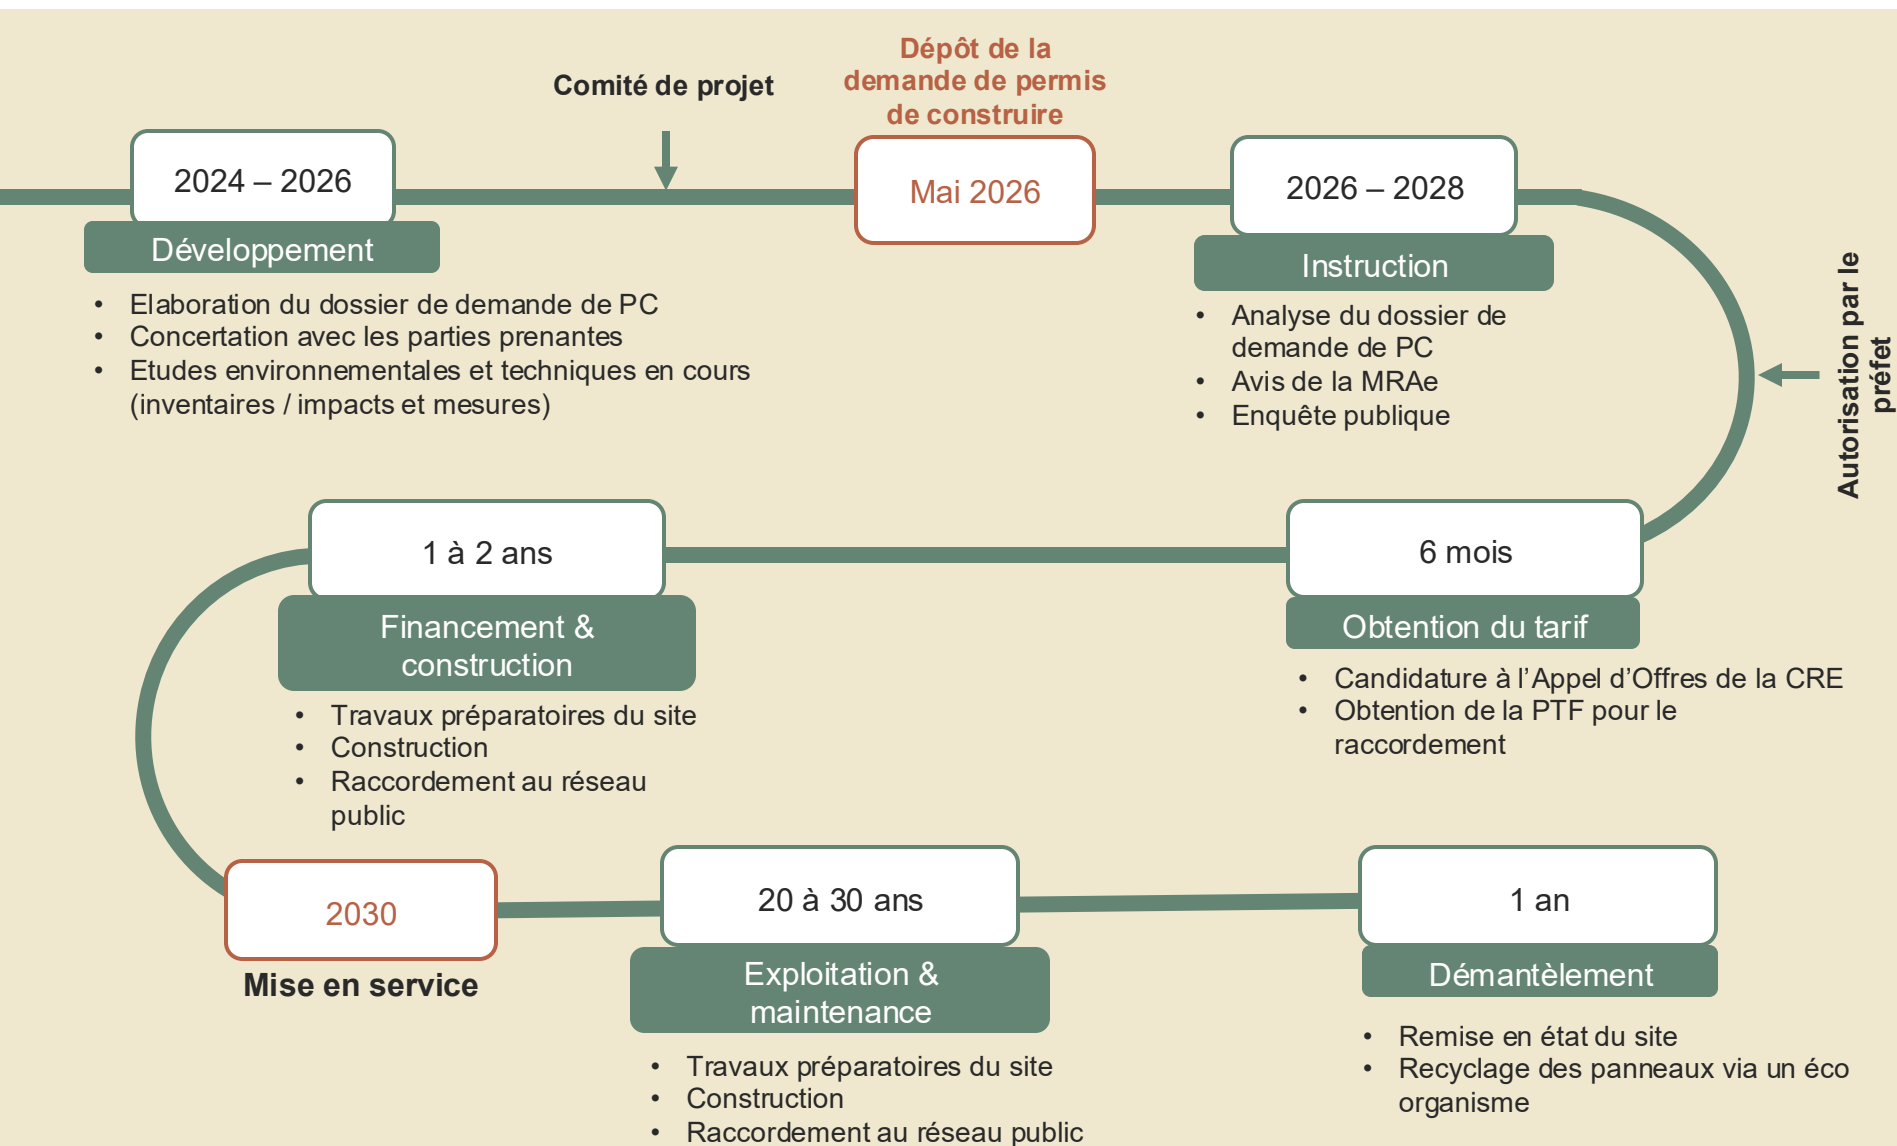 Comité de projet
Dépôt de la
demande de permis
de construire
2024 – 2026
Développement
• Elaboration du dossier de demande de PC
• Concertation avec les parties prenantes
• Etudes environnementales et techniques en cours
(inventaires / impacts et mesures)
Mai 2026
2026 – 2028
Instruction
• Analyse du dossier de
demande de PC
• Avis de la MRAe
• Enquête publique
Autorisation par le
préfet
6 mois
Obtention du tarif
• Candidature à l’Appel d’Offres de la CRE
• Obtention de la PTF pour le
raccordement
1 à 2 ans
Financement &
construction
• Travaux préparatoires du site
• Construction
• Raccordement au réseau
public
2030
Mise en service
20 à 30 ans
Exploitation &
maintenance
• Travaux préparatoires du site
• Construction
• Raccordement au réseau public
1 an
Démantèlement
• Remise en état du site
• Recyclage des panneaux via un éco
organisme